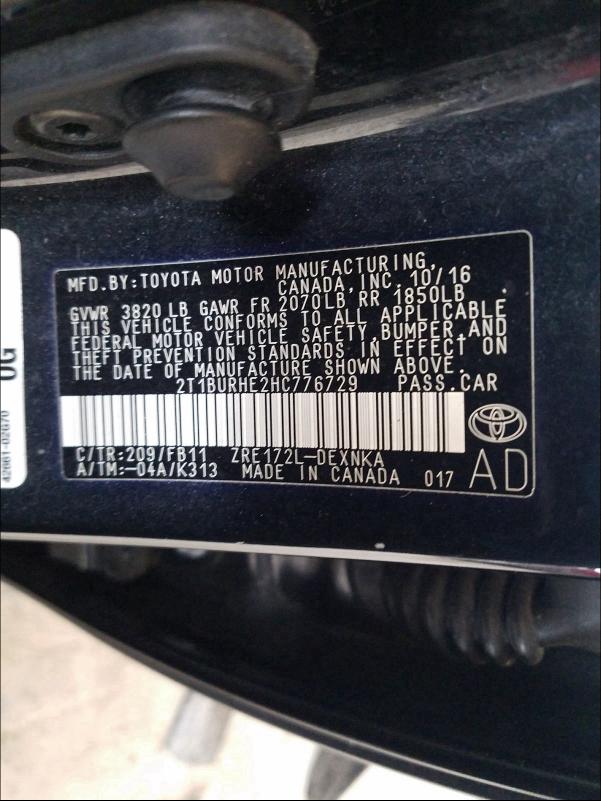 MFD.BY:TOYOTA MOTOR MANUFACTURING,
CANADA, INC. 10/16
GVWR 3820 LB GAWR FR 2070LB RR 1850LB
THIS VEHICLE CONFORMS TO ALL APPLICABLE
FEDERAL MOTOR VEHICLE SAFETY,BUMPER,AND
THEFT PREVENTION STANDARDS IN EFFECT ON
THE DATE OF MANUFACTURE SHOWN ABOVE.
2T1BURHE2HC776729 PASS.CAR
C/TR:209/FB11 ZRE172L-DEXNKA
A/TM:-04A/K313 MADE IN CANADA 017 AD
42661-02G70